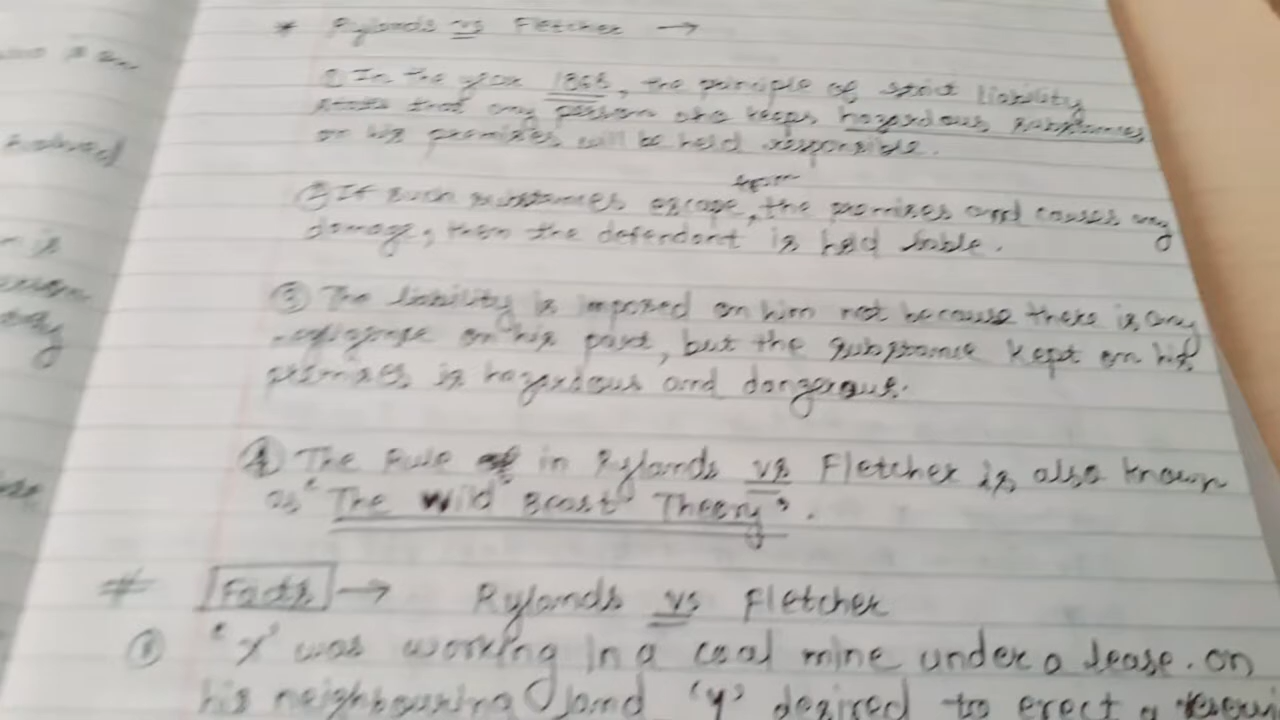 * Rylands vs Fletcher →
① In the year 1868, the principle of strict liability
states that any person who keeps hazardous substances
on his premises will be held responsible.
from
② If such substances escape, the premises and causes any
damage, then the defendant is held liable.
③ The liability is imposed on him not because there is any
negligence on his part, but the substance kept on his
premises is hazardous and dangerous.
④ The Rule in Rylands vs Fletcher is also known
as "The Wild Beast" Theory".
# Facts → Rylands vs Fletcher
① 'X' was working in a coal mine under a lease. on
his neighbouring land 'Y' desired to erect a